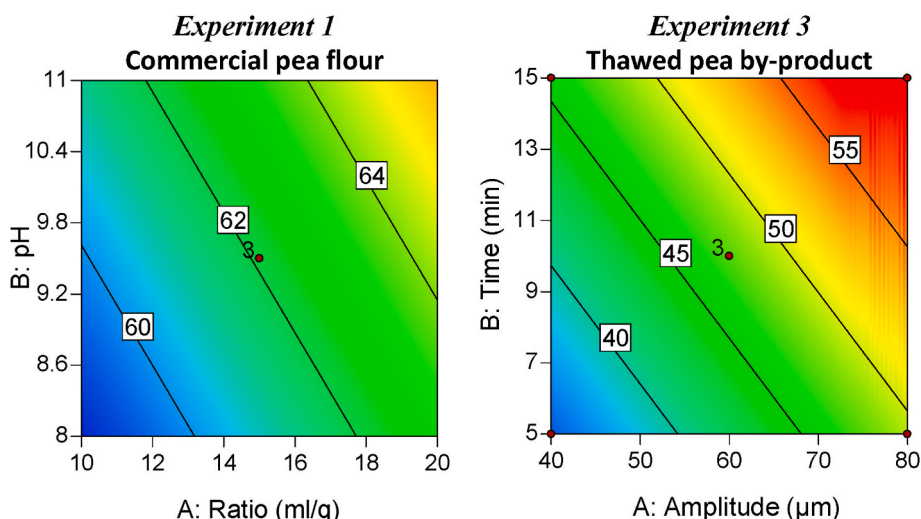 Experiment 1
Commercial pea flour
11
10.4
9.8
9.2
8.6
8
B: pH
64
62
3
60
10 12 14 16 18 20
A: Ratio (ml/g)
Experiment 3
Thawed pea by-product
15
13
11
9
7
5
B: Time (min)
55
50
3
45
40
40 50 60 70 80
A: Amplitude (µm)